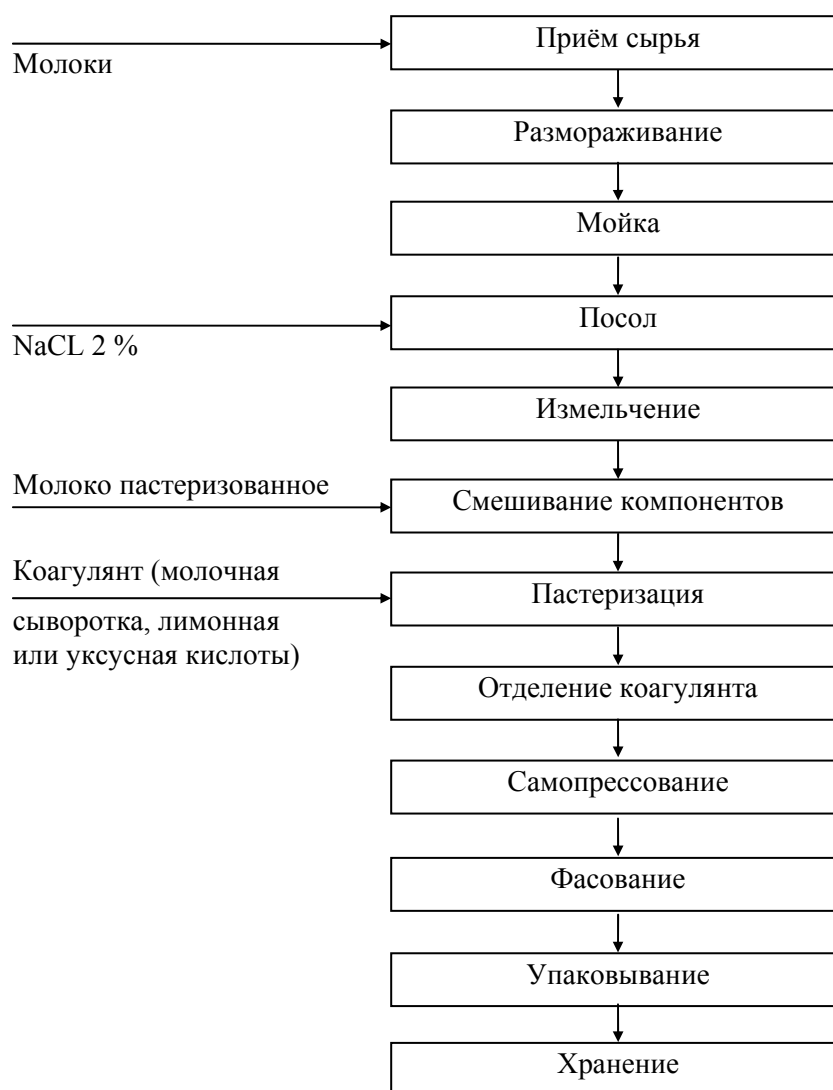 Приём сырья
Молоки
Размораживание
Мойка
Посол
NaCL 2 %
Измельчение
Молоко пастеризованное
Смешивание компонентов
Коагулянт (молочная
сыворотка, лимонная
или уксусная кислоты)
Пастеризация
Отделение коагулянта
Самопрессование
Фасование
Упаковывание
Хранение